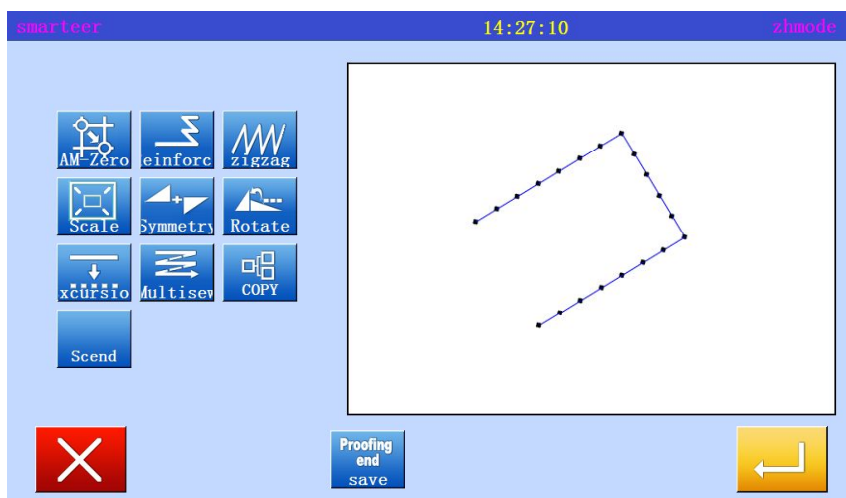 smarteer 14:27:10 zhmode
AM-Zero einforc zigzag
Scale Symmetry Rotate
xcursio Multisew COPY
Scend
Proofing
end
save